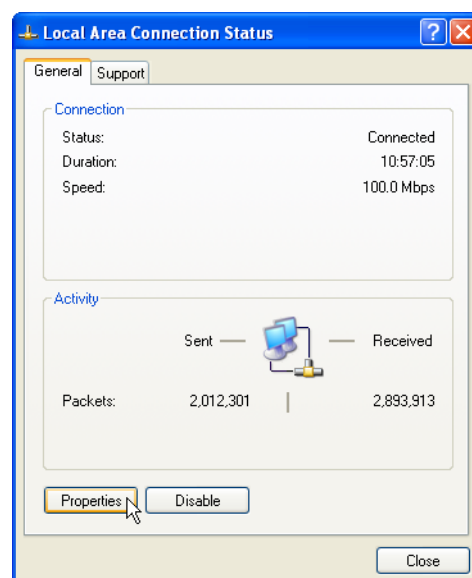 Local Area Connection Status
General Support
Connection
Status: Connected
Duration: 10:57:05
Speed: 100.0 Mbps
Activity
Sent Received
Packets: 2,012,301 2,893,913
Properties Disable
Close